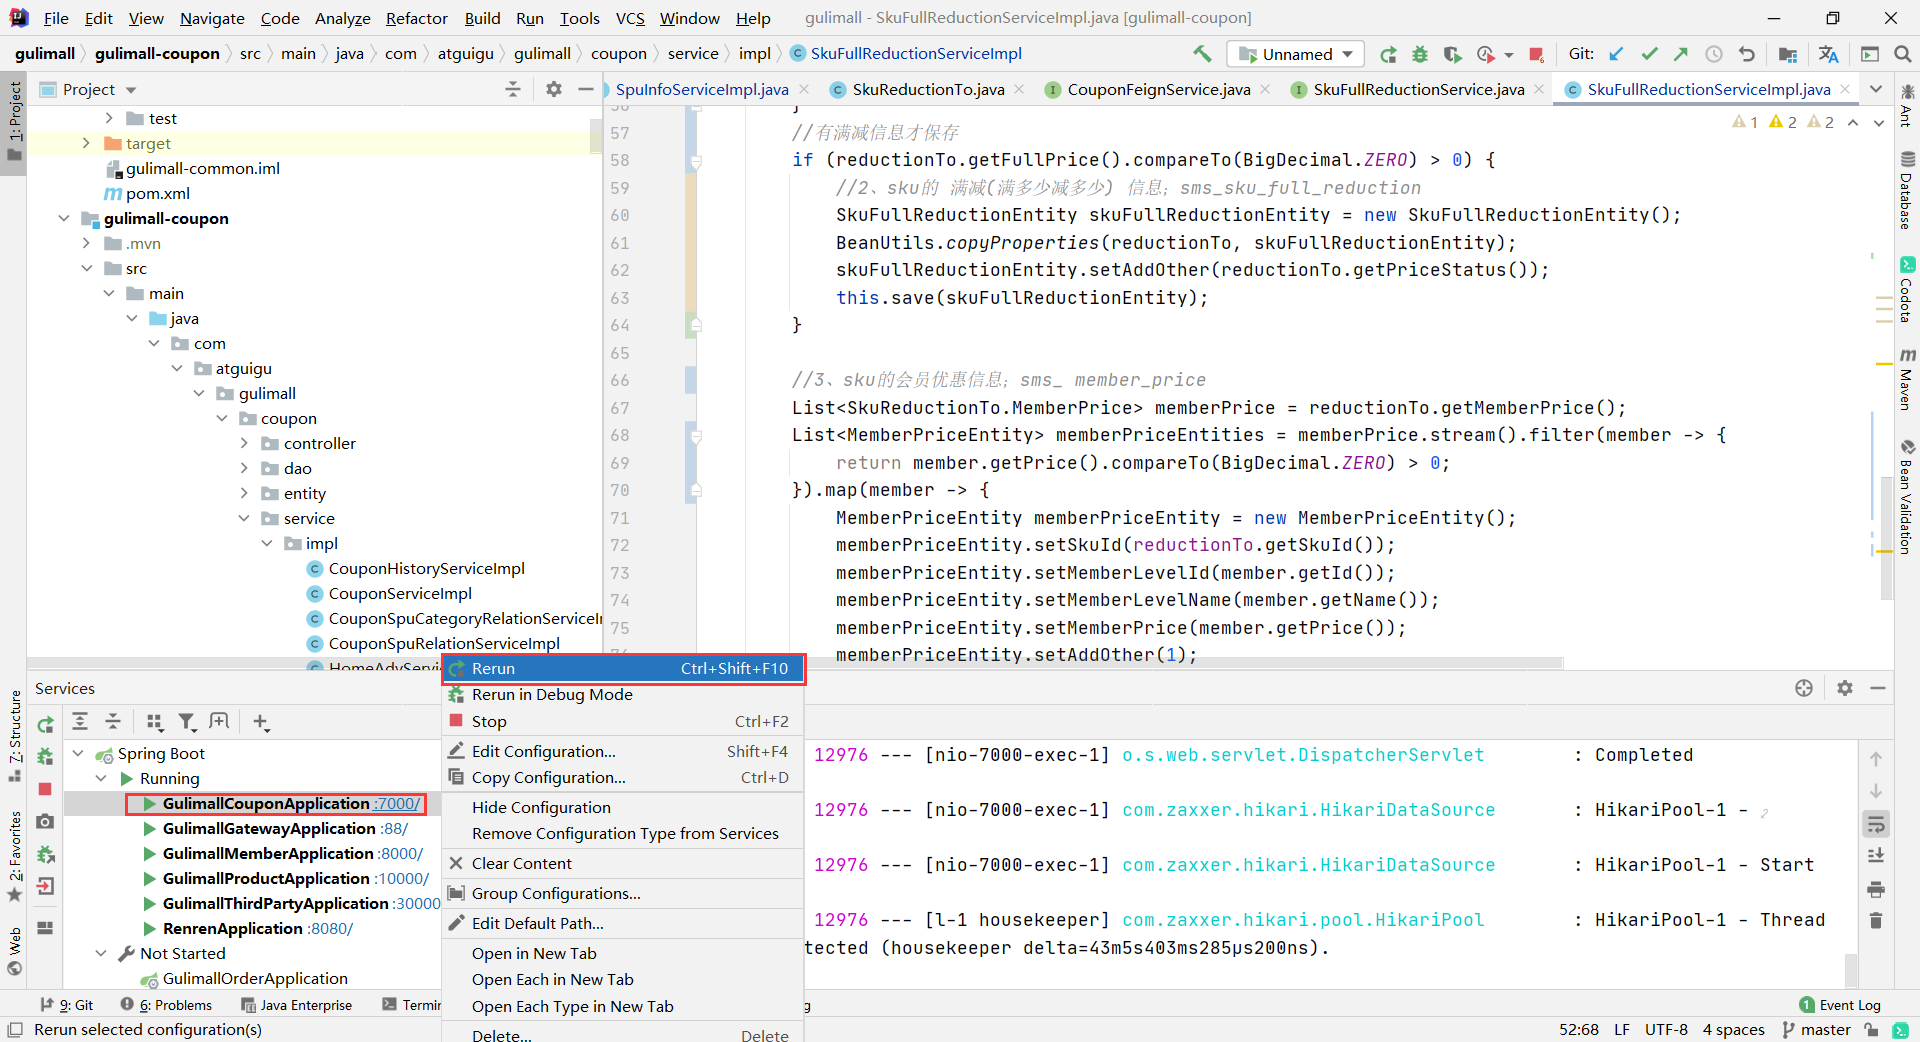 File Edit View Navigate Code Analyze Refactor Build Run Tools VCS Window Help gulimall - SkuFullReductionServiceImpl.java [gulimall-coupon]
gulimall gulimall-coupon src main java com atguigu gulimall coupon service impl SkuFullReductionServiceImpl Unnamed Git:
Project
SpuInfoServiceImpl.java SkuReductionTo.java CouponFeignService.java SkuFullReductionService.java SkuFullReductionServiceImpl.java
1: Project
7: Structure
2: Favorites
Web
test
target
gulimall-common.iml
pom.xml
gulimall-coupon
.mvn
src
main
java
com
atguigu
gulimall
coupon
controller
dao
entity
service
impl
CouponHistoryServiceImpl
CouponServiceImpl
CouponSpuCategoryRelationServiceIm
CouponSpuRelationServiceImpl
HomeAdvServi
1 2 2
56 }
57 //有满减信息才保存
58 if (reductionTo.getFullPrice().compareTo(BigDecimal.ZERO) > 0) {
59 //2、sku的 满减(满多少减多少) 信息；sms_sku_full_reduction
60 SkuFullReductionEntity skuFullReductionEntity = new SkuFullReductionEntity();
61 BeanUtils.copyProperties(reductionTo, skuFullReductionEntity);
62 skuFullReductionEntity.setAddOther(reductionTo.getPriceStatus());
63 this.save(skuFullReductionEntity);
64 }
65
66 //3、sku的会员优惠信息；sms_ member_price
67 List<SkuReductionTo.MemberPrice> memberPrice = reductionTo.getMemberPrice();
68 List<MemberPriceEntity> memberPriceEntities = memberPrice.stream().filter(member -> {
69 return member.getPrice().compareTo(BigDecimal.ZERO) > 0;
70 }).map(member -> {
71 MemberPriceEntity memberPriceEntity = new MemberPriceEntity();
72 memberPriceEntity.setSkuId(reductionTo.getSkuId());
73 memberPriceEntity.setMemberLevelId(member.getId());
74 memberPriceEntity.setMemberLevelName(member.getName());
75 memberPriceEntity.setMemberPrice(member.getPrice());
76 memberPriceEntity.setAddOther(1);
Ant
Database
Codota
Maven
Bean Validation
Services
Spring Boot
Running
GulimallCouponApplication :7000/
GulimallGatewayApplication :88/
GulimallMemberApplication :8000/
GulimallProductApplication :10000/
GulimallThirdPartyApplication :30000
RenrenApplication :8080/
Not Started
GulimallOrderApplication
Rerun Ctrl+Shift+F10
Rerun in Debug Mode
Stop Ctrl+F2
Edit Configuration... Shift+F4
Copy Configuration... Ctrl+D
Hide Configuration
Remove Configuration Type from Services
Clear Content
Group Configurations...
Edit Default Path...
Open in New Tab
Open Each in New Tab
Open Each Type in New Tab
Delete... Delete
12976 --- [nio-7000-exec-1] o.s.web.servlet.DispatcherServlet : Completed
12976 --- [nio-7000-exec-1] com.zaxxer.hikari.HikariDataSource : HikariPool-1 -
12976 --- [nio-7000-exec-1] com.zaxxer.hikari.HikariDataSource : HikariPool-1 - Start
12976 --- [l-1 housekeeper] com.zaxxer.hikari.pool.HikariPool : HikariPool-1 - Thread
tected (housekeeper delta=43m5s403ms285μs200ns).
9: Git 6: Problems Java Enterprise Termin g 1 Event Log
Rerun selected configuration(s) 52:68 LF UTF-8 4 spaces master